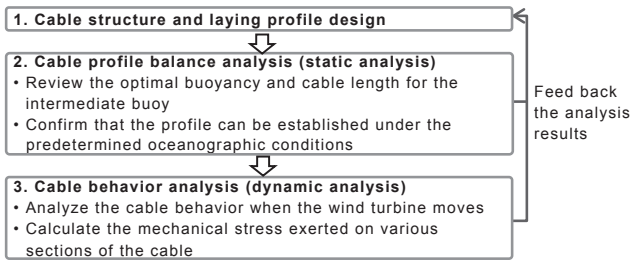 1. Cable structure and laying profile design
2. Cable profile balance analysis (static analysis)
• Review the optimal buoyancy and cable length for the
intermediate buoy
• Confirm that the profile can be established under the
predetermined oceanographic conditions
3. Cable behavior analysis (dynamic analysis)
• Analyze the cable behavior when the wind turbine moves
• Calculate the mechanical stress exerted on various
sections of the cable
Feed back
the analysis
results